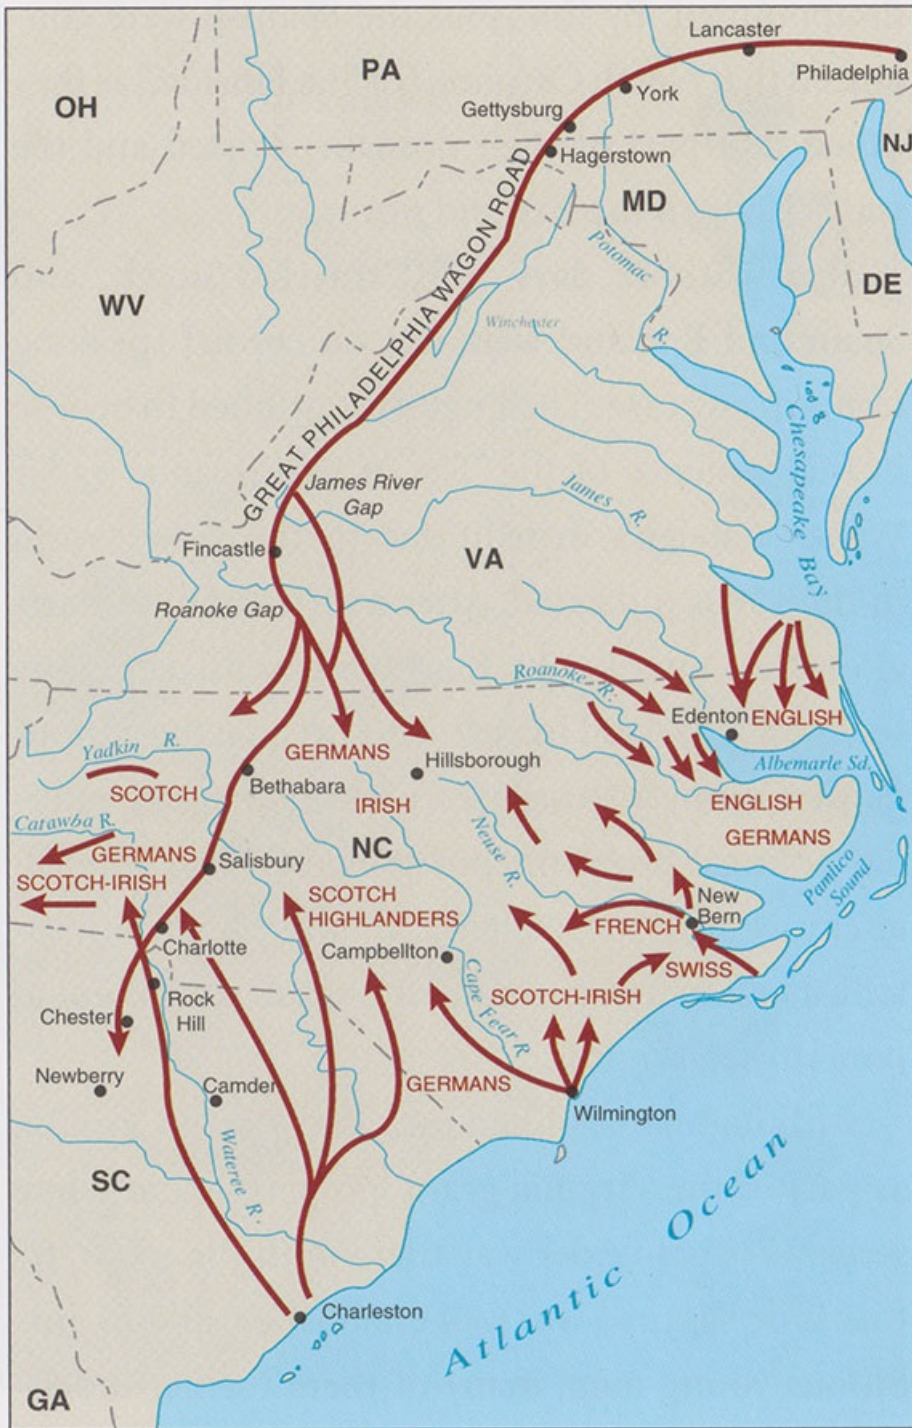 Lancaster
PA
Philadelphia
OH
York
Gettysburg
NJ
Hagerstown
MD
GREAT PHILADELPHIA WAGON ROAD
Potomac
R.
DE
WV
Winchester
Chesapeake Bay
James River
Gap
James R.
Fincastle
VA
Roanoke Gap
Roanoke R.
Edenton
ENGLISH
Yadkin R.
GERMANS
Hillsborough
Albemarle Sd.
Bethabara
SCOTCH
IRISH
ENGLISH
Catawba R.
GERMANS
NC
Neuse R.
GERMANS
Salisbury
SCOTCH-IRISH
SCOTCH
HIGHLANDERS
Pamlico
Sound
New
Bern
FRENCH
Charlotte
Campbellton
SWISS
Rock
Hill
Cape Fear R
SCOTCH-IRISH
Chester
Newberry
Camder
GERMANS
Wilmington
Wateree R.
SC
Atlantic Ocean
Charleston
GA